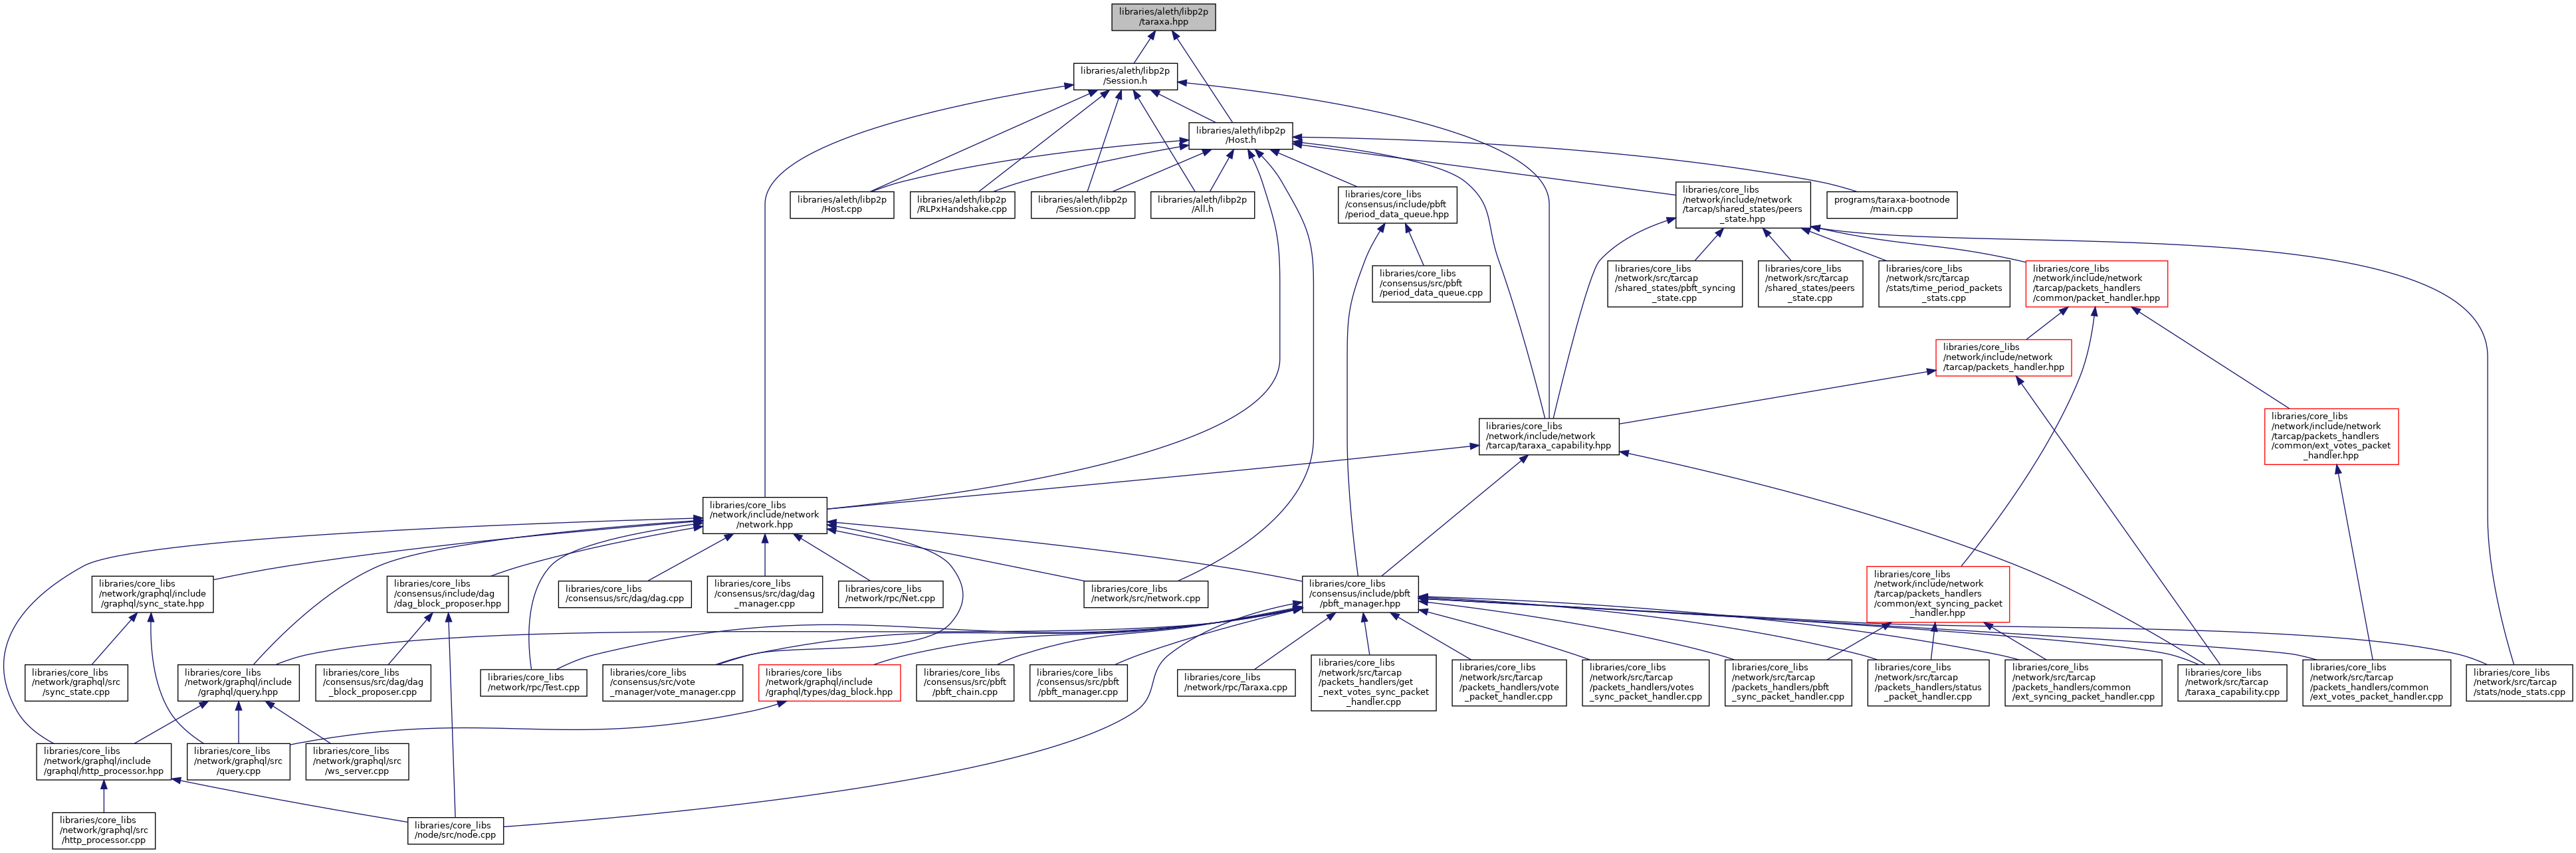 libraries/aleth/libp2p
/taraxa.hpp
libraries/aleth/libp2p
/Session.h
libraries/aleth/libp2p
/Host.h
libraries/aleth/libp2p
/Host.cpp
libraries/aleth/libp2p
/RLPxHandshake.cpp
libraries/aleth/libp2p
/Session.cpp
libraries/aleth/libp2p
/All.h
libraries/core_libs
/consensus/include/pbft
/period_data_queue.hpp
libraries/core_libs
/network/include/network
/tarcap/shared_states/peers
_state.hpp
programs/taraxa-bootnode
/main.cpp
libraries/core_libs
/consensus/src/pbft
/period_data_queue.cpp
libraries/core_libs
/network/src/tarcap
/shared_states/pbft_syncing
_state.cpp
libraries/core_libs
/network/src/tarcap
/shared_states/peers
_state.cpp
libraries/core_libs
/network/src/tarcap
/stats/time_period_packets
_stats.cpp
libraries/core_libs
/network/include/network
/tarcap/packets_handlers
/common/packet_handler.hpp
libraries/core_libs
/network/include/network
/tarcap/packets_handler.hpp
libraries/core_libs
/network/include/network
/tarcap/taraxa_capability.hpp
libraries/core_libs
/network/include/network
/tarcap/packets_handlers
/common/ext_votes_packet
_handler.hpp
libraries/core_libs
/network/include/network
/network.hpp
libraries/core_libs
/network/graphql/include
/graphql/sync_state.hpp
libraries/core_libs
/consensus/include/dag
/dag_block_proposer.hpp
libraries/core_libs
/consensus/src/dag/dag.cpp
libraries/core_libs
/consensus/src/dag/dag
_manager.cpp
libraries/core_libs
/network/rpc/Net.cpp
libraries/core_libs
/network/src/network.cpp
libraries/core_libs
/consensus/include/pbft
/pbft_manager.hpp
libraries/core_libs
/network/include/network
/tarcap/packets_handlers
/common/ext_syncing_packet
_handler.hpp
libraries/core_libs
/network/graphql/src
/sync_state.cpp
libraries/core_libs
/network/graphql/include
/graphql/query.hpp
libraries/core_libs
/consensus/src/dag/dag
_block_proposer.cpp
libraries/core_libs
/network/rpc/Test.cpp
libraries/core_libs
/consensus/src/vote
_manager/vote_manager.cpp
libraries/core_libs
/network/graphql/include
/graphql/types/dag_block.hpp
libraries/core_libs
/consensus/src/pbft
/pbft_chain.cpp
libraries/core_libs
/consensus/src/pbft
/pbft_manager.cpp
libraries/core_libs
/network/rpc/Taraxa.cpp
libraries/core_libs
/network/src/tarcap
/packets_handlers/get
_next_votes_sync_packet
_handler.cpp
libraries/core_libs
/network/src/tarcap
/packets_handlers/vote
_packet_handler.cpp
libraries/core_libs
/network/src/tarcap
/packets_handlers/votes
_sync_packet_handler.cpp
libraries/core_libs
/network/src/tarcap
/packets_handlers/pbft
_sync_packet_handler.cpp
libraries/core_libs
/network/src/tarcap
/packets_handlers/status
_packet_handler.cpp
libraries/core_libs
/network/src/tarcap
/packets_handlers/common
/ext_syncing_packet_handler.cpp
libraries/core_libs
/network/src/tarcap
/taraxa_capability.cpp
libraries/core_libs
/network/src/tarcap
/packets_handlers/common
/ext_votes_packet_handler.cpp
libraries/core_libs
/network/src/tarcap
/stats/node_stats.cpp
libraries/core_libs
/network/graphql/include
/graphql/http_processor.hpp
libraries/core_libs
/network/graphql/src
/query.cpp
libraries/core_libs
/network/graphql/src
/ws_server.cpp
libraries/core_libs
/network/graphql/src
/http_processor.cpp
libraries/core_libs
/node/src/node.cpp